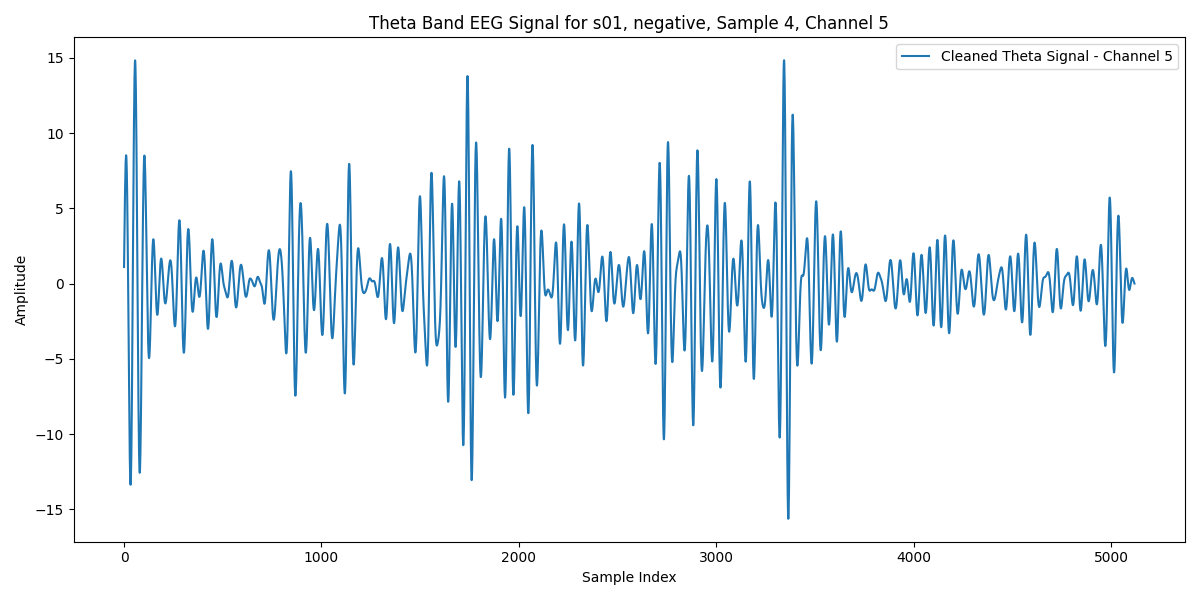 Theta Band EEG Signal for s01, negative, Sample 4, Channel 5
Cleaned Theta Signal - Channel 5
Amplitude
15
10
5
0
−5
−10
−15
0 1000 2000 3000 4000 5000
Sample Index